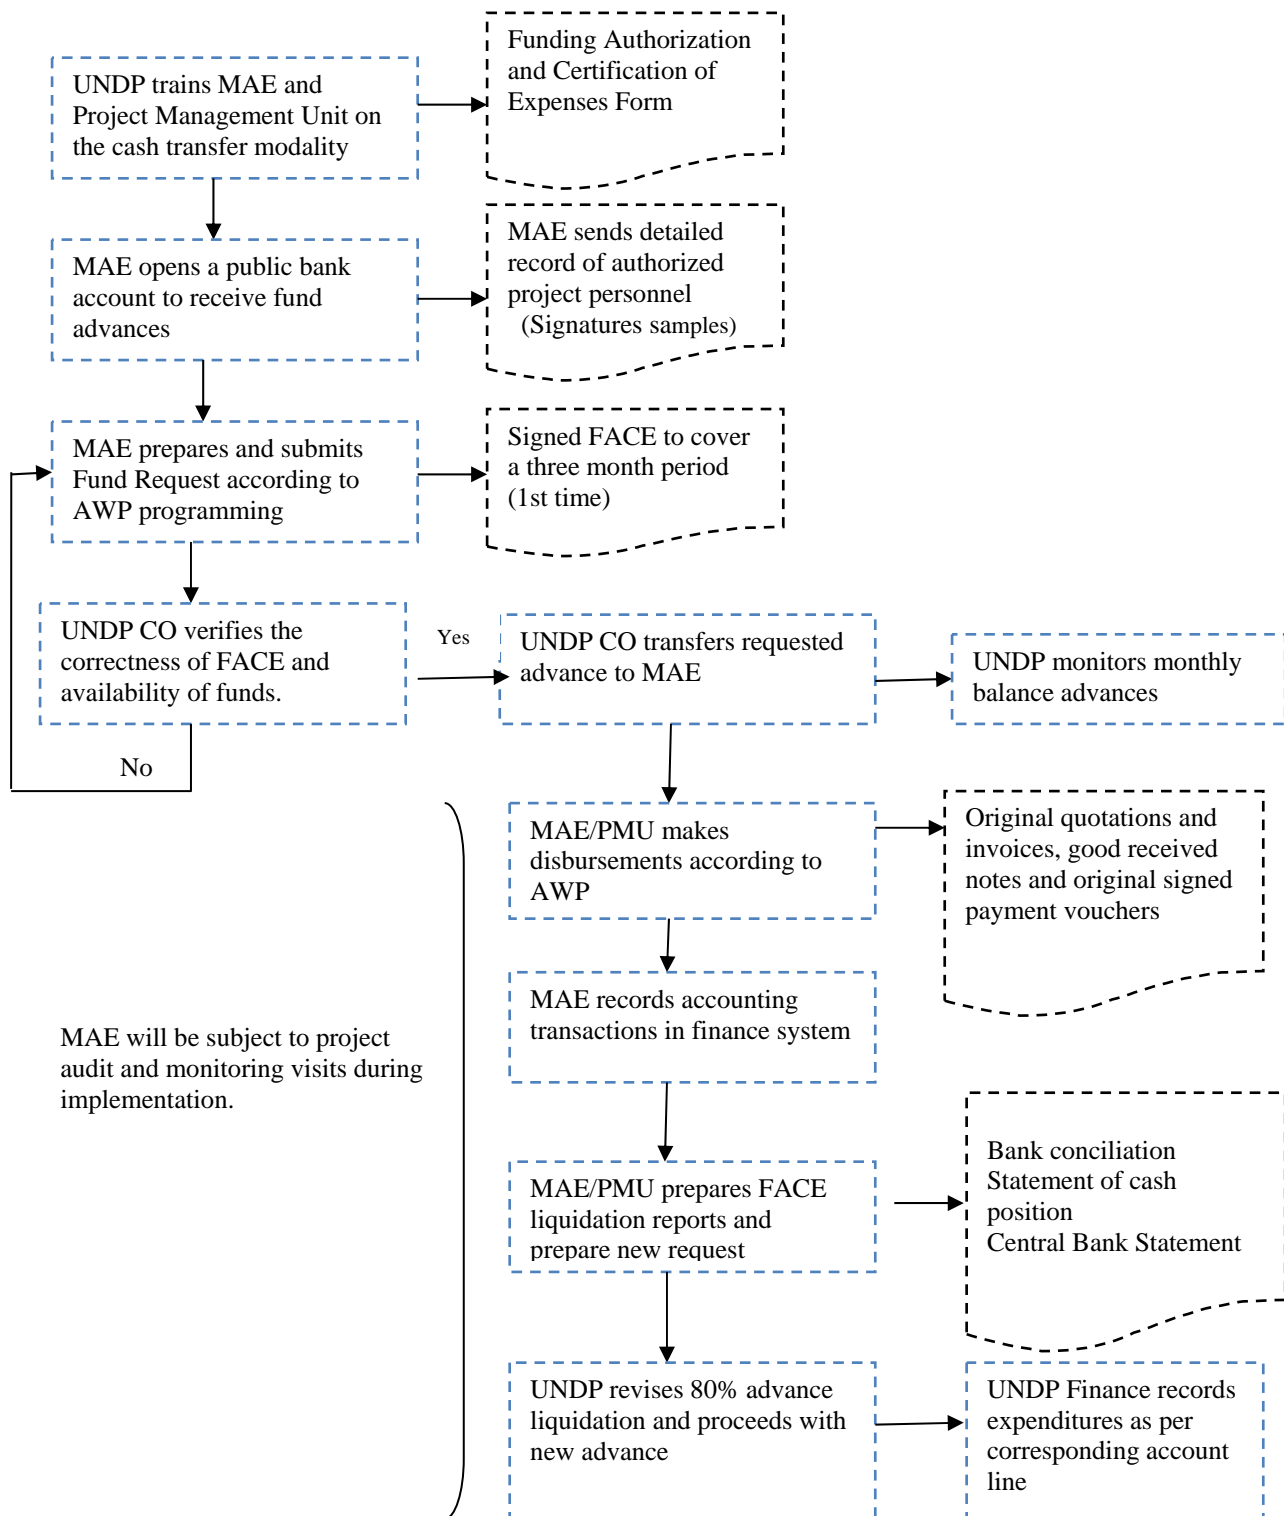 Funding Authorization
and Certification of
Expenses Form
UNDP trains MAE and
Project Management Unit on
the cash transfer modality
MAE sends detailed
record of authorized
project personnel
(Signatures samples)
MAE opens a public bank
account to receive fund
advances
Signed FACE to cover
a three month period
(1st time)
MAE prepares and submits
Fund Request according to
AWP programming
UNDP CO verifies the
correctness of FACE and
availability of funds.
Yes
UNDP CO transfers requested
advance to MAE
UNDP monitors monthly
balance advances
No
MAE/PMU makes
disbursements according to
AWP
Original quotations and
invoices, good received
notes and original signed
payment vouchers
MAE records accounting
transactions in finance system
MAE will be subject to project
audit and monitoring visits during
implementation.
MAE/PMU prepares FACE
liquidation reports and
prepare new request
Bank conciliation
Statement of cash
position
Central Bank Statement
UNDP revises 80% advance
liquidation and proceeds with
new advance
UNDP Finance records
expenditures as per
corresponding account
line